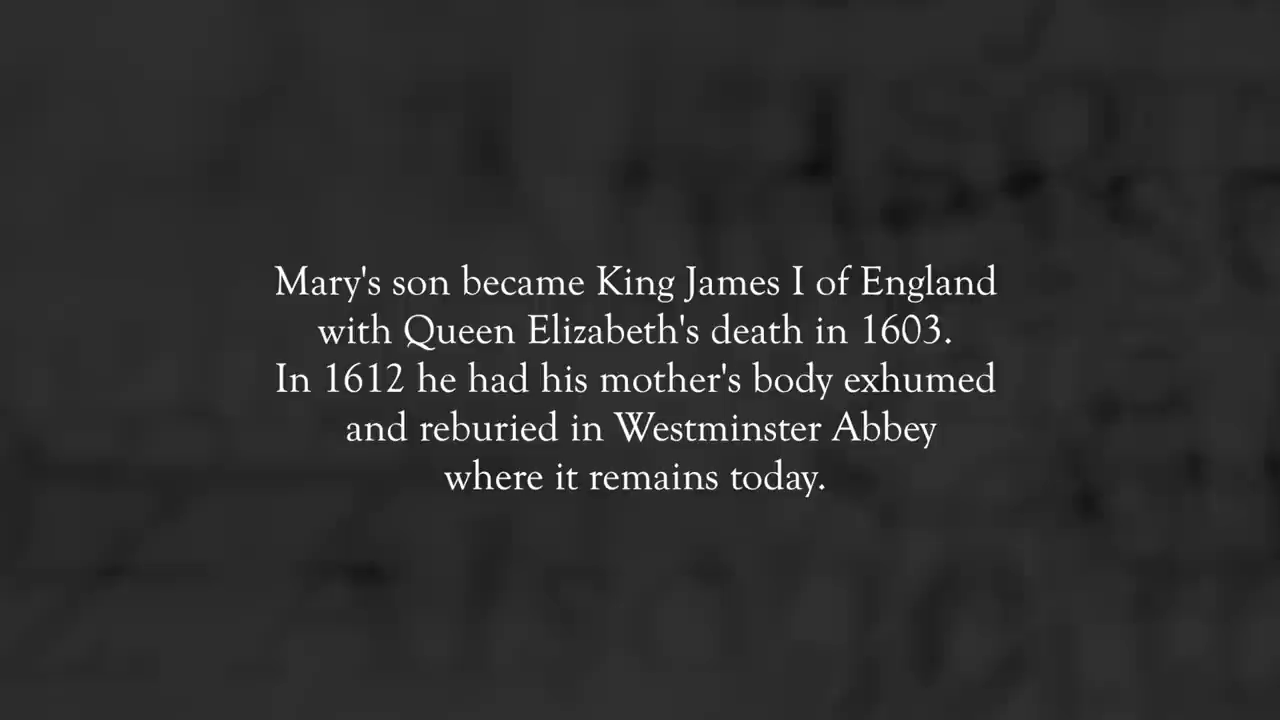 Mary's son became King James I of England
with Queen Elizabeth's death in 1603.
In 1612 he had his mother's body exhumed
and reburied in Westminster Abbey
where it remains today.